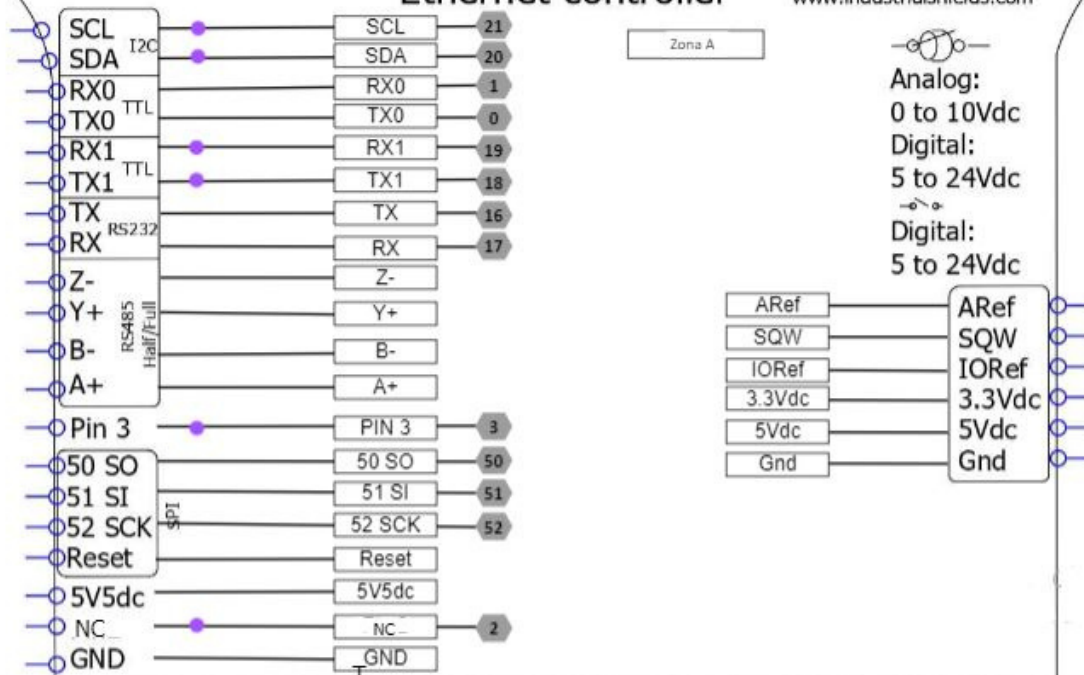 Ethernet Controller
www.industrialshields.com
SCL SCL 21
I2C
SDA SDA 20
RX0 RX0 1
TTL
TX0 TX0 0
RX1 RX1 19
TTL
TX1 TX1 18
TX TX 16
RS232
RX RX 17
Z- Z-
Y+ Y+
RS485
Half/Full
B- B-
A+ A+
Pin 3 PIN 3 3
50 SO 50 SO 50
51 SI 51 SI 51
SPI
52 SCK 52 SCK 52
Reset Reset
5V5dc 5V5dc
NC NC 2
GND GND
Zona A
Analog:
0 to 10Vdc
Digital:
5 to 24Vdc
Digital:
5 to 24Vdc
ARef ARef
SQW SQW
IORef IORef
3.3Vdc 3.3Vdc
5Vdc 5Vdc
Gnd Gnd